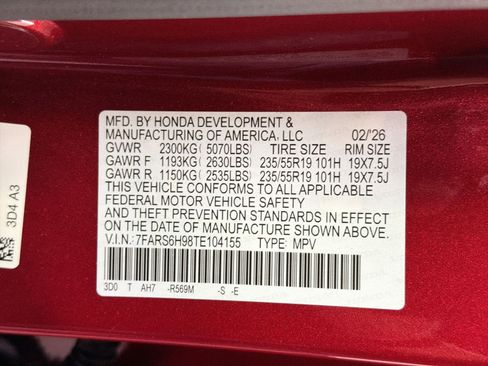 MFD. BY HONDA DEVELOPMENT &
MANUFACTURING OF AMERICA, LLC 02/'26
GVWR 2300KG (5070LBS) TIRE SIZE RIM SIZE
GAWR F 1193KG (2630LBS) 235/55R19 101H 19X7.5J
GAWR R 1150KG (2535LBS) 235/55R19 101H 19X7.5J
THIS VEHICLE CONFORMS TO ALL APPLICABLE
FEDERAL MOTOR VEHICLE SAFETY
AND THEFT PREVENTION STANDARDS IN EFFECT
ON THE DATE OF MANUFACTURE SHOWN ABOVE.
V.I.N.:7FARS6H98TE104155 TYPE: MPV
3D0 T AH7 -R569M -S -E
3D4 A3